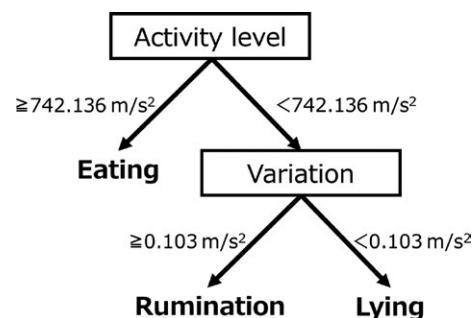 Activity level
≧742.136 m/s²
<742.136 m/s²
Eating
Variation
≧0.103 m/s²
<0.103 m/s²
Rumination
Lying